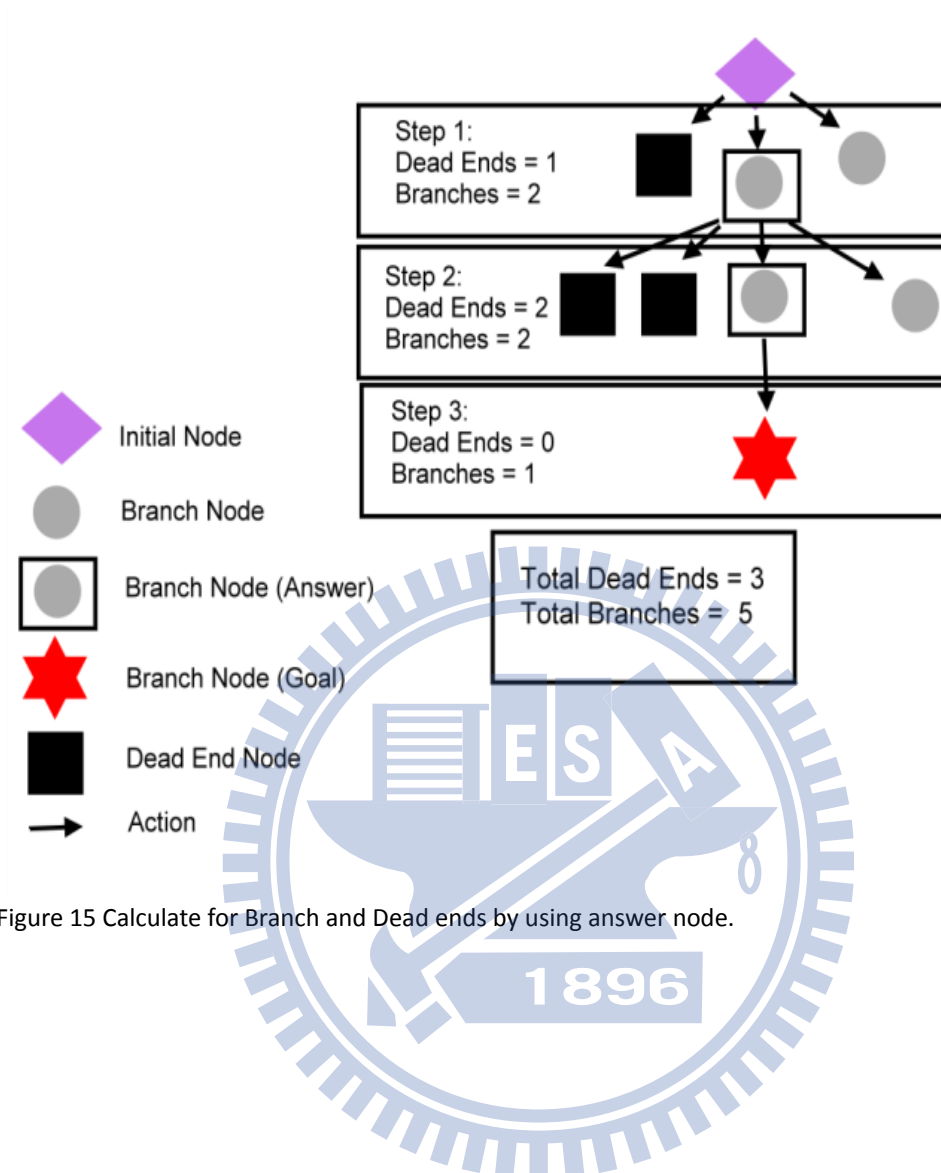 Step 1:
Dead Ends = 1
Branches = 2
Step 2:
Dead Ends = 2
Branches = 2
Step 3:
Dead Ends = 0
Branches = 1
Total Dead Ends = 3
Total Branches = 5
Initial Node
Branch Node
Branch Node (Answer)
Branch Node (Goal)
Dead End Node
Action
Figure 15 Calculate for Branch and Dead ends by using answer node.
E S A
8
1896